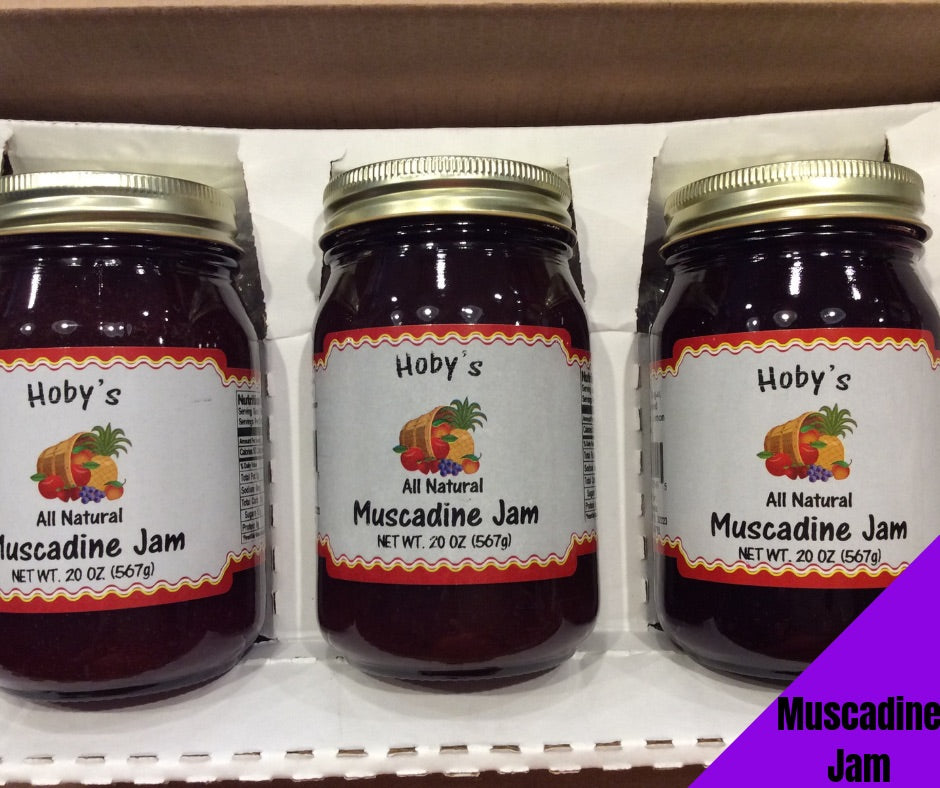 Hoby's
All Natural
Muscadine Jam
NET WT. 20 OZ. (567g)
Hoby's
All Natural
Muscadine Jam
NET WT. 20 OZ (567g)
Hoby's
All Natural
Muscadine Jam
NET WT. 20 OZ. (567g)
Muscadine
Jam